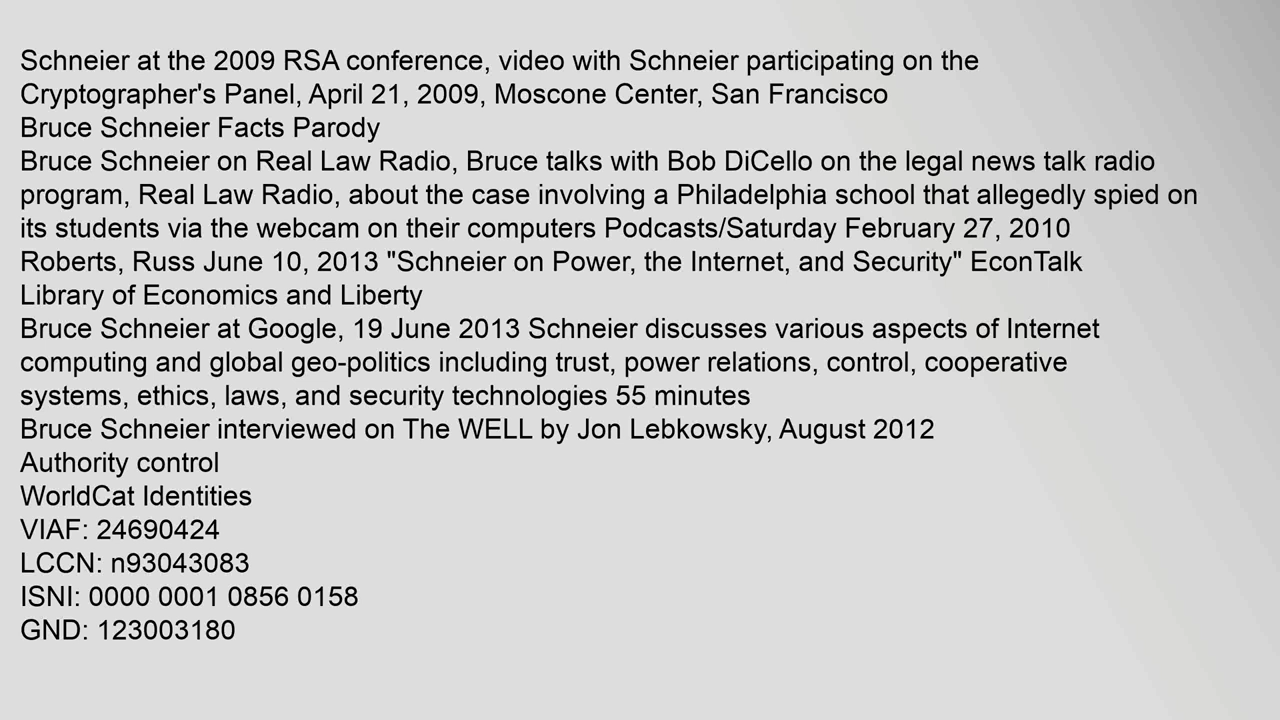 Schneier at the 2009 RSA conference, video with Schneier participating on the
Cryptographer's Panel, April 21, 2009, Moscone Center, San Francisco
Bruce Schneier Facts Parody
Bruce Schneier on Real Law Radio, Bruce talks with Bob DiCello on the legal news talk radio
program, Real Law Radio, about the case involving a Philadelphia school that allegedly spied on
its students via the webcam on their computers Podcasts/Saturday February 27, 2010
Roberts, Russ June 10, 2013 "Schneier on Power, the Internet, and Security" EconTalk
Library of Economics and Liberty
Bruce Schneier at Google, 19 June 2013 Schneier discusses various aspects of Internet
computing and global geo-politics including trust, power relations, control, cooperative
systems, ethics, laws, and security technologies 55 minutes
Bruce Schneier interviewed on The WELL by Jon Lebkowsky, August 2012
Authority control
WorldCat Identities
VIAF: 24690424
LCCN: n93043083
ISNI: 0000 0001 0856 0158
GND: 123003180